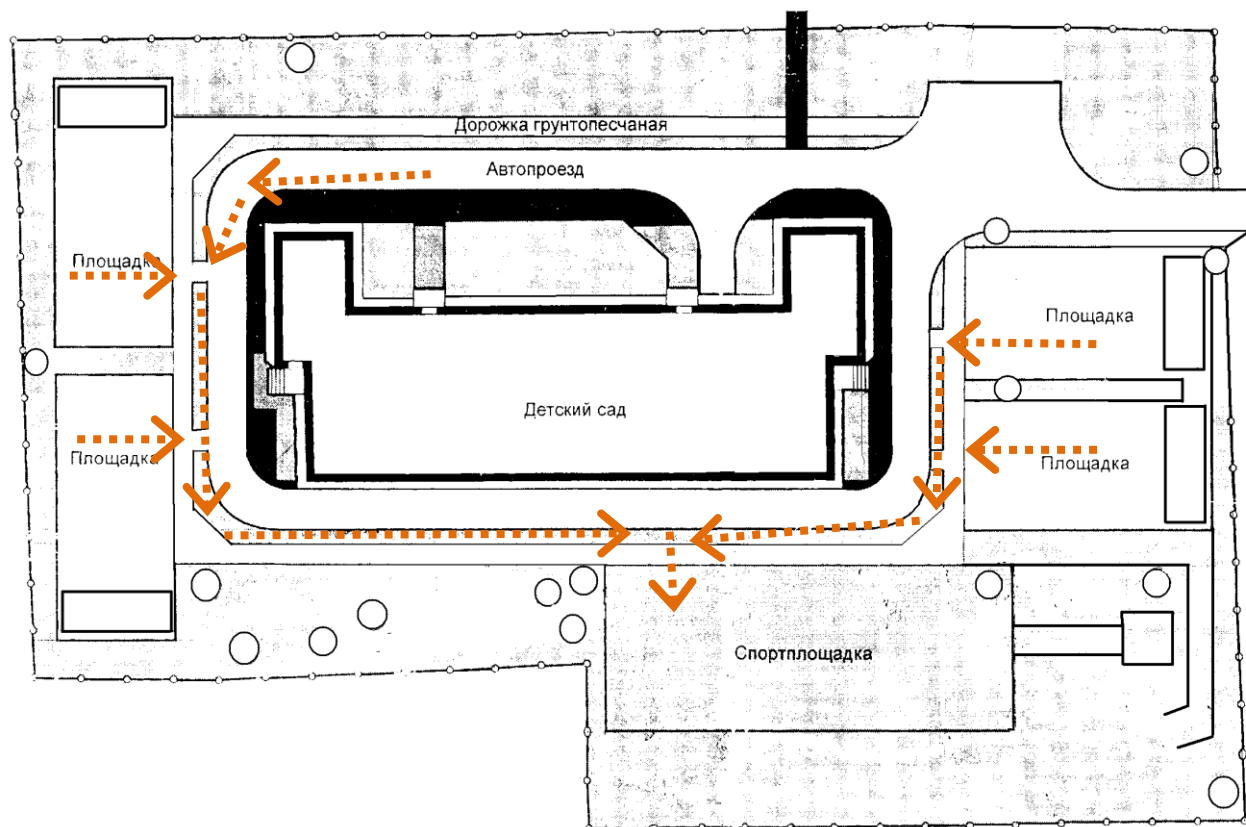 Дорожка грунтопесчаная
Автопроезд
Площадка
Площадка
Детский сад
Площадка
Площадка
Спортплощадка